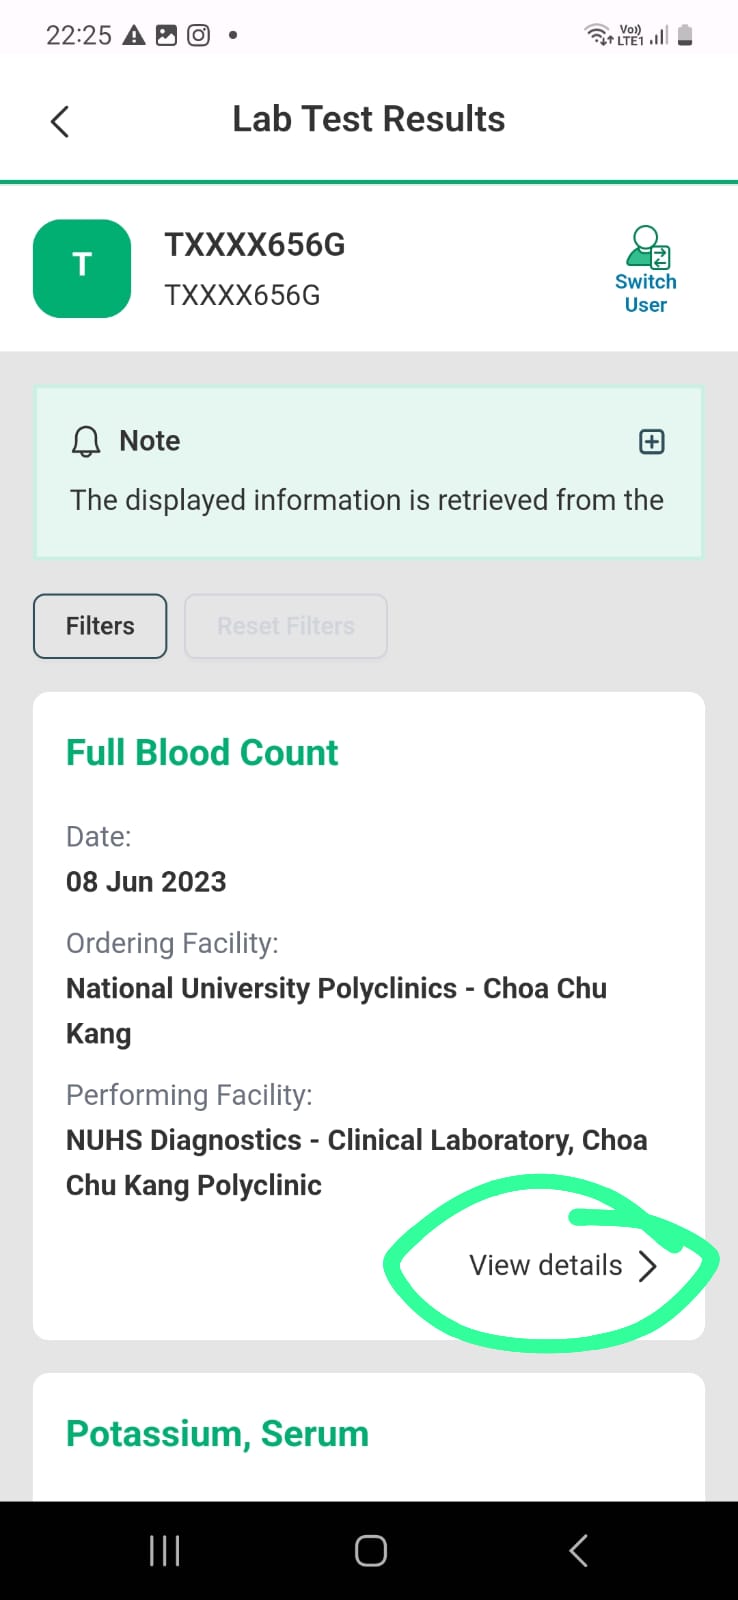 22:25
Vo)) LTE1
Lab Test Results
T
TXXXX656G
TXXXX656G
Switch
User
Note
The displayed information is retrieved from the
Filters
Reset Filters
Full Blood Count
Date:
08 Jun 2023
Ordering Facility:
National University Polyclinics - Choa Chu
Kang
Performing Facility:
NUHS Diagnostics - Clinical Laboratory, Choa
Chu Kang Polyclinic
View details
Potassium, Serum